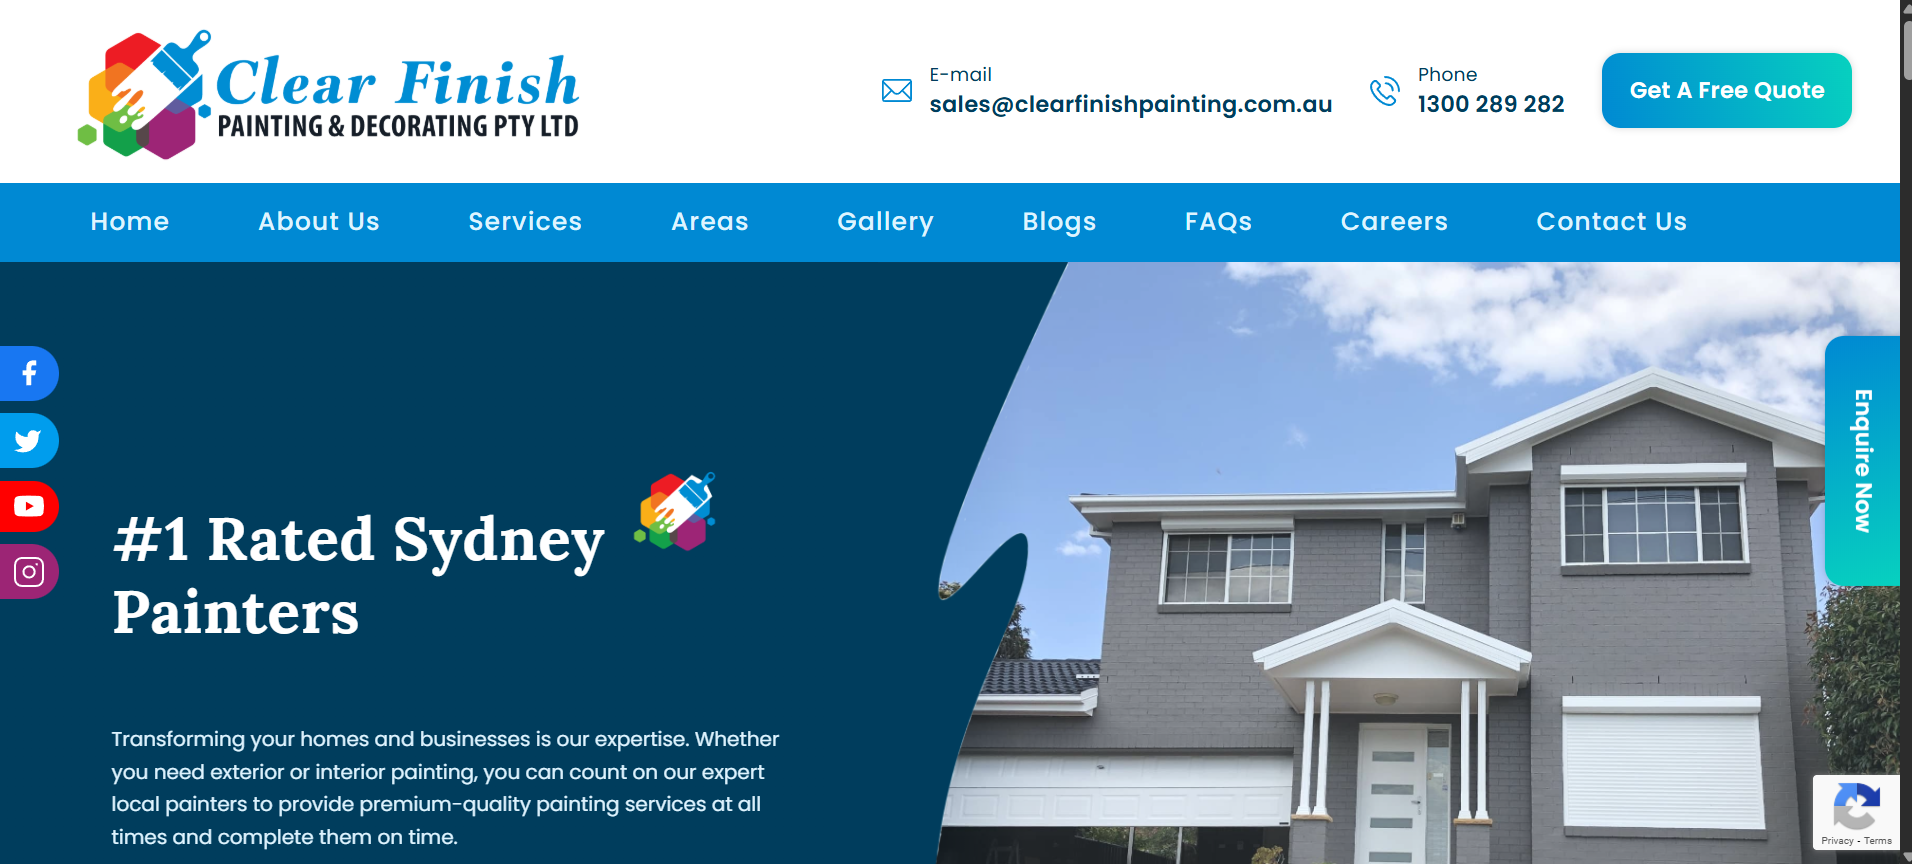 Clear Finish
PAINTING & DECORATING PTY LTD
E-mail
sales@clearfinishpainting.com.au
Phone
1300 289 282
Get A Free Quote
Home About Us Services Areas Gallery Blogs FAQs Careers Contact Us
#1 Rated Sydney
Painters
Transforming your homes and businesses is our expertise. Whether
you need exterior or interior painting, you can count on our expert
local painters to provide premium-quality painting services at all
times and complete them on time.
Enquire Now
Privacy - Terms